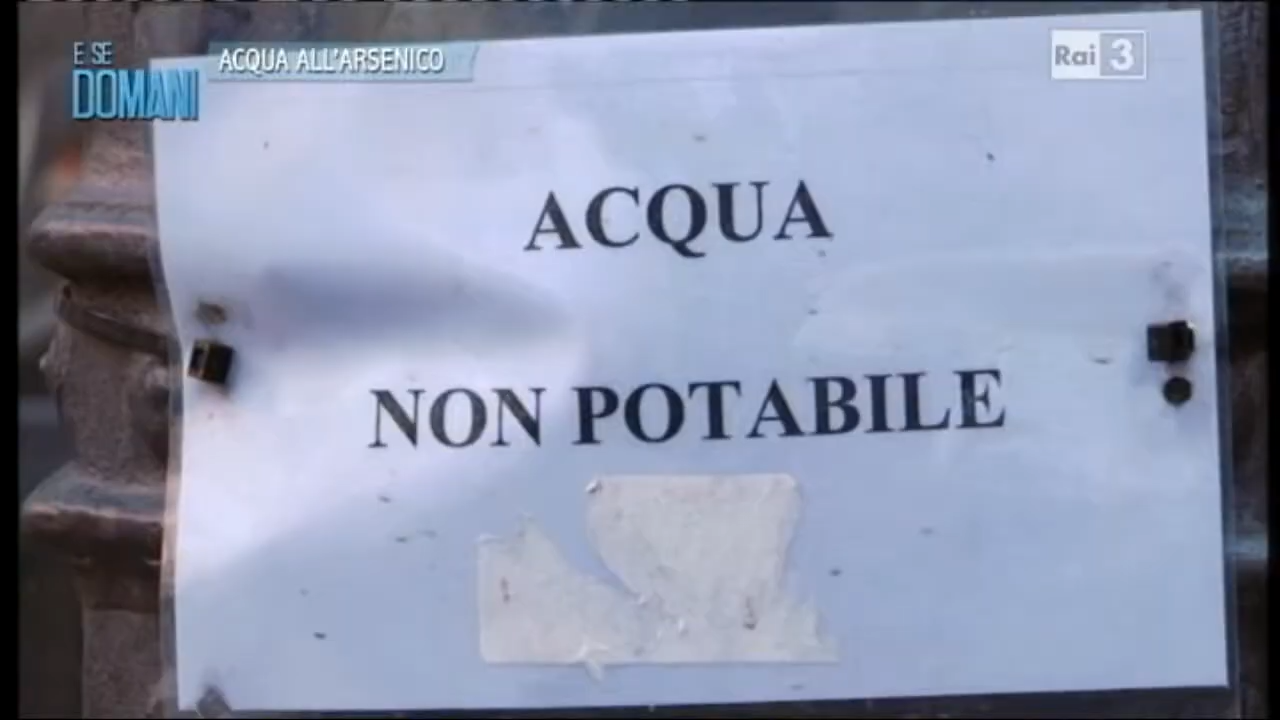 E SE
DOMANI
ACQUA ALL'ARSENICO
Rai 3
ACQUA
NON POTABILE